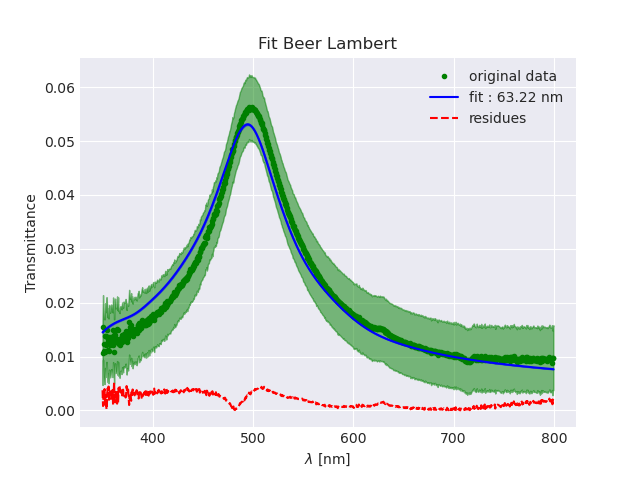 Fit Beer Lambert
original data
fit : 63.22 nm
residues
Transmittance
0.06
0.05
0.04
0.03
0.02
0.01
0.00
400
500
600
700
800
λ [nm]